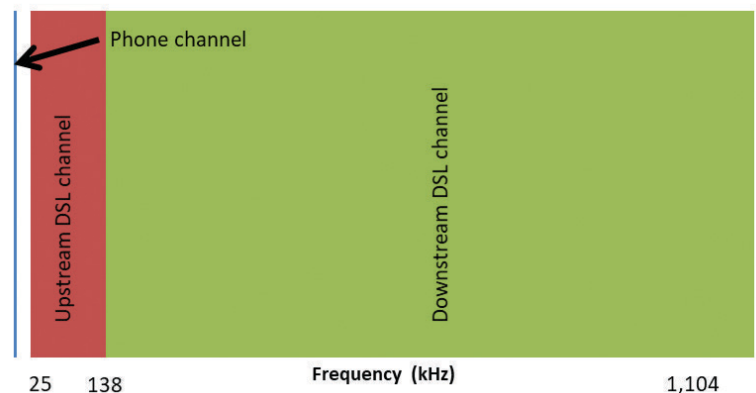 Phone channel
Upstream DSL channel
Downstream DSL channel
Frequency (kHz)
25
138
1,104